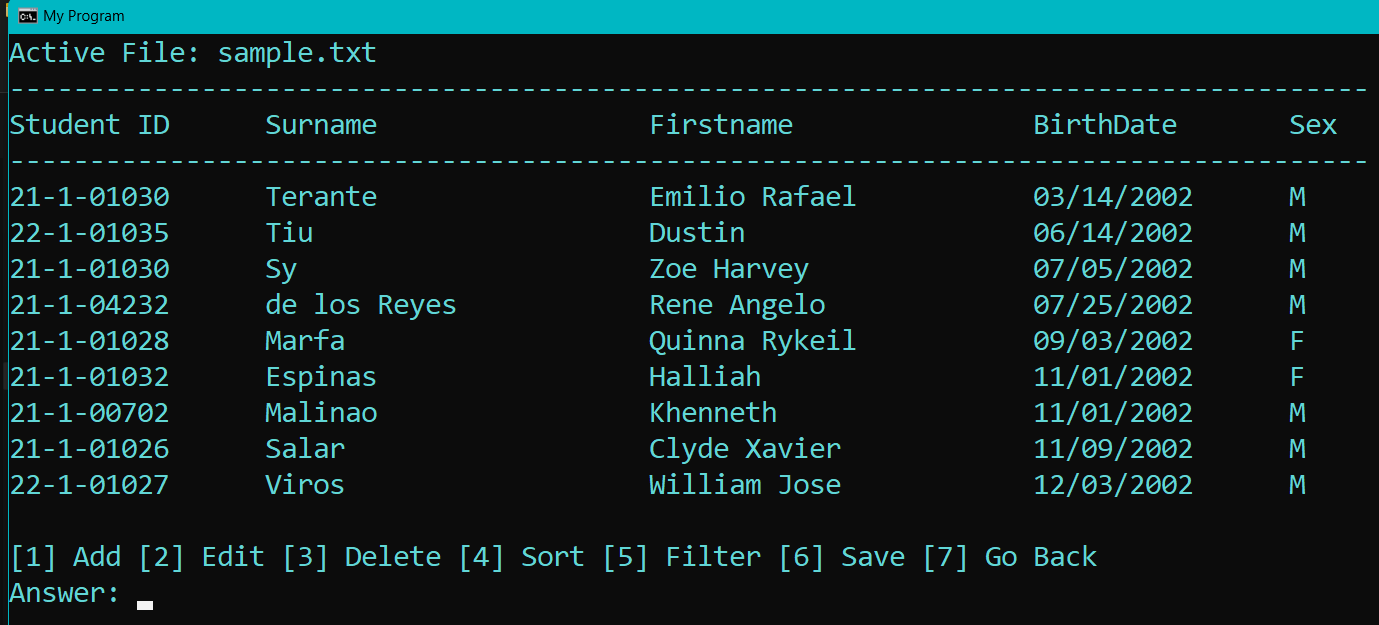 My Program
Active File: sample.txt
-------------------------------------------------------------------------------------
Student ID      Surname                 Firstname               BirthDate       Sex
-------------------------------------------------------------------------------------
21-1-01030      Terante                 Emilio Rafael           03/14/2002      M
22-1-01035      Tiu                     Dustin                  06/14/2002      M
21-1-01030      Sy                      Zoe Harvey              07/05/2002      M
21-1-04232      de los Reyes            Rene Angelo             07/25/2002      M
21-1-01028      Marfa                   Quinna Rykeil           09/03/2002      F
21-1-01032      Espinas                 Halliah                 11/01/2002      F
21-1-00702      Malinao                 Khenneth                11/01/2002      M
21-1-01026      Salar                   Clyde Xavier            11/09/2002      M
22-1-01027      Viros                   William Jose            12/03/2002      M
[1] Add [2] Edit [3] Delete [4] Sort [5] Filter [6] Save [7] Go Back
Answer: